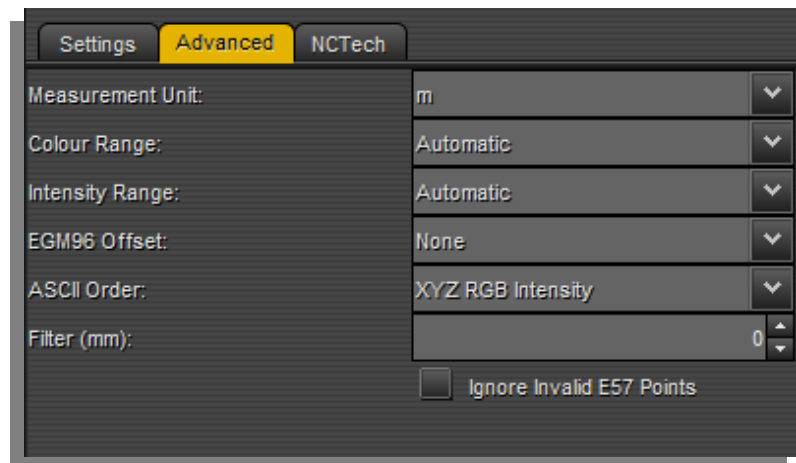 Settings Advanced NCTech
Measurement Unit: m
Colour Range: Automatic
Intensity Range: Automatic
EGM96 Offset: None
ASCII Order: XYZ RGB Intensity
Filter (mm): 0
Ignore Invalid E57 Points